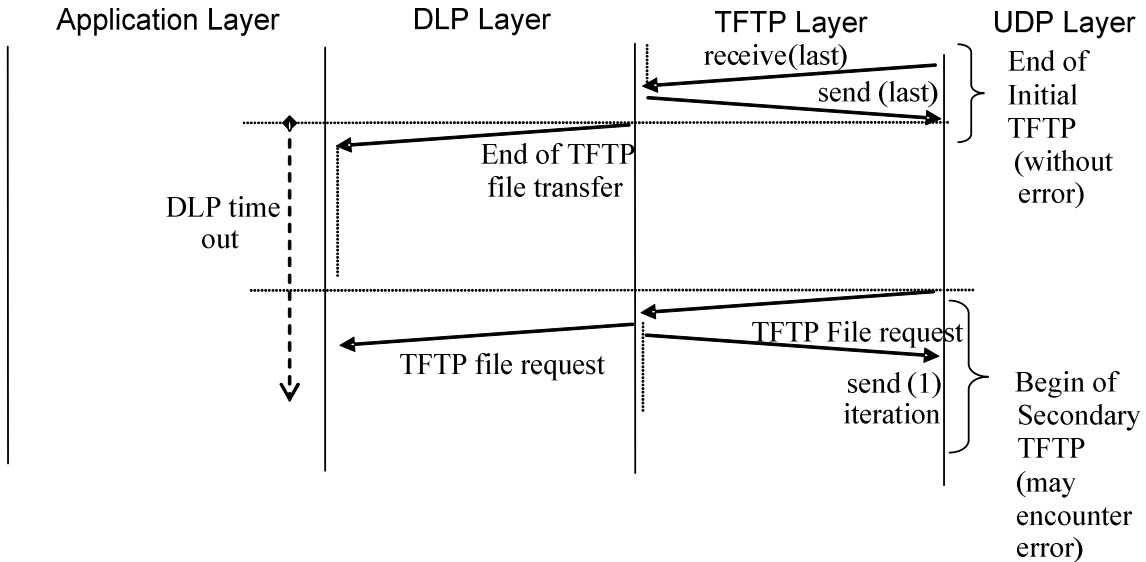 Application Layer
DLP Layer
TFTP Layer
UDP Layer
receive(last)
send (last)
End of
Initial
TFTP
(without
error)
End of TFTP
file transfer
DLP time
out
TFTP File request
TFTP file request
send (1)
iteration
Begin of
Secondary
TFTP
(may
encounter
error)